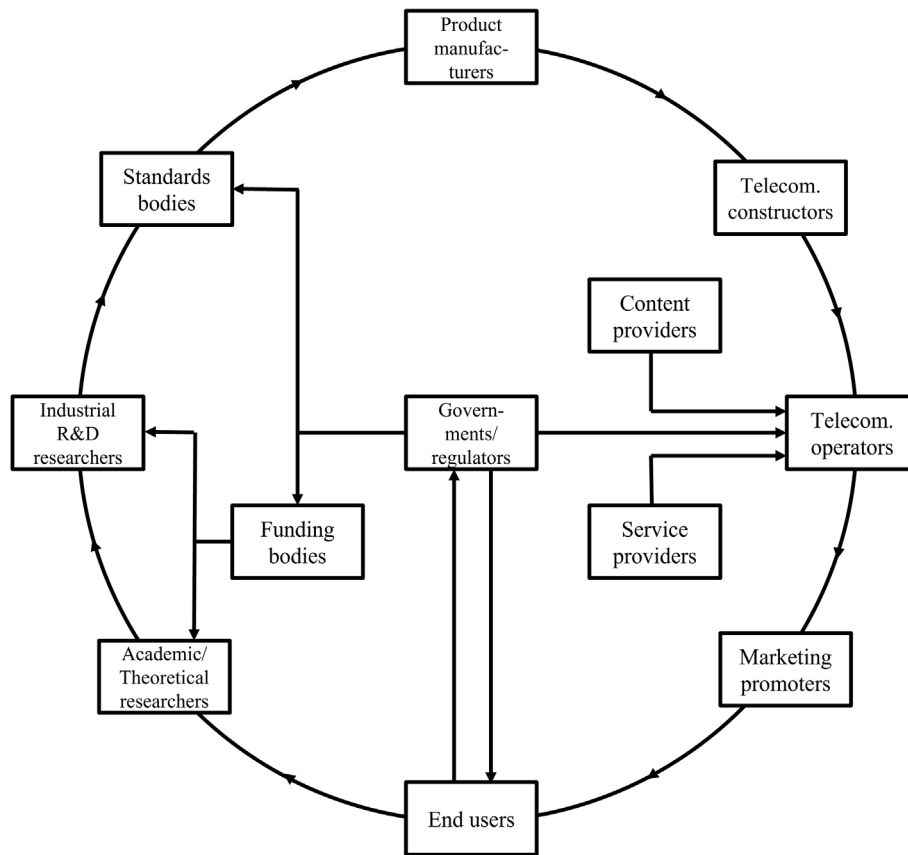 Product
manufac-
turers
Standards
bodies
Telecom.
constructors
Content
providers
Industrial
R&D
researchers
Govern-
ments/
regulators
Telecom.
operators
Funding
bodies
Service
providers
Academic/
Theoretical
researchers
Marketing
promoters
End users